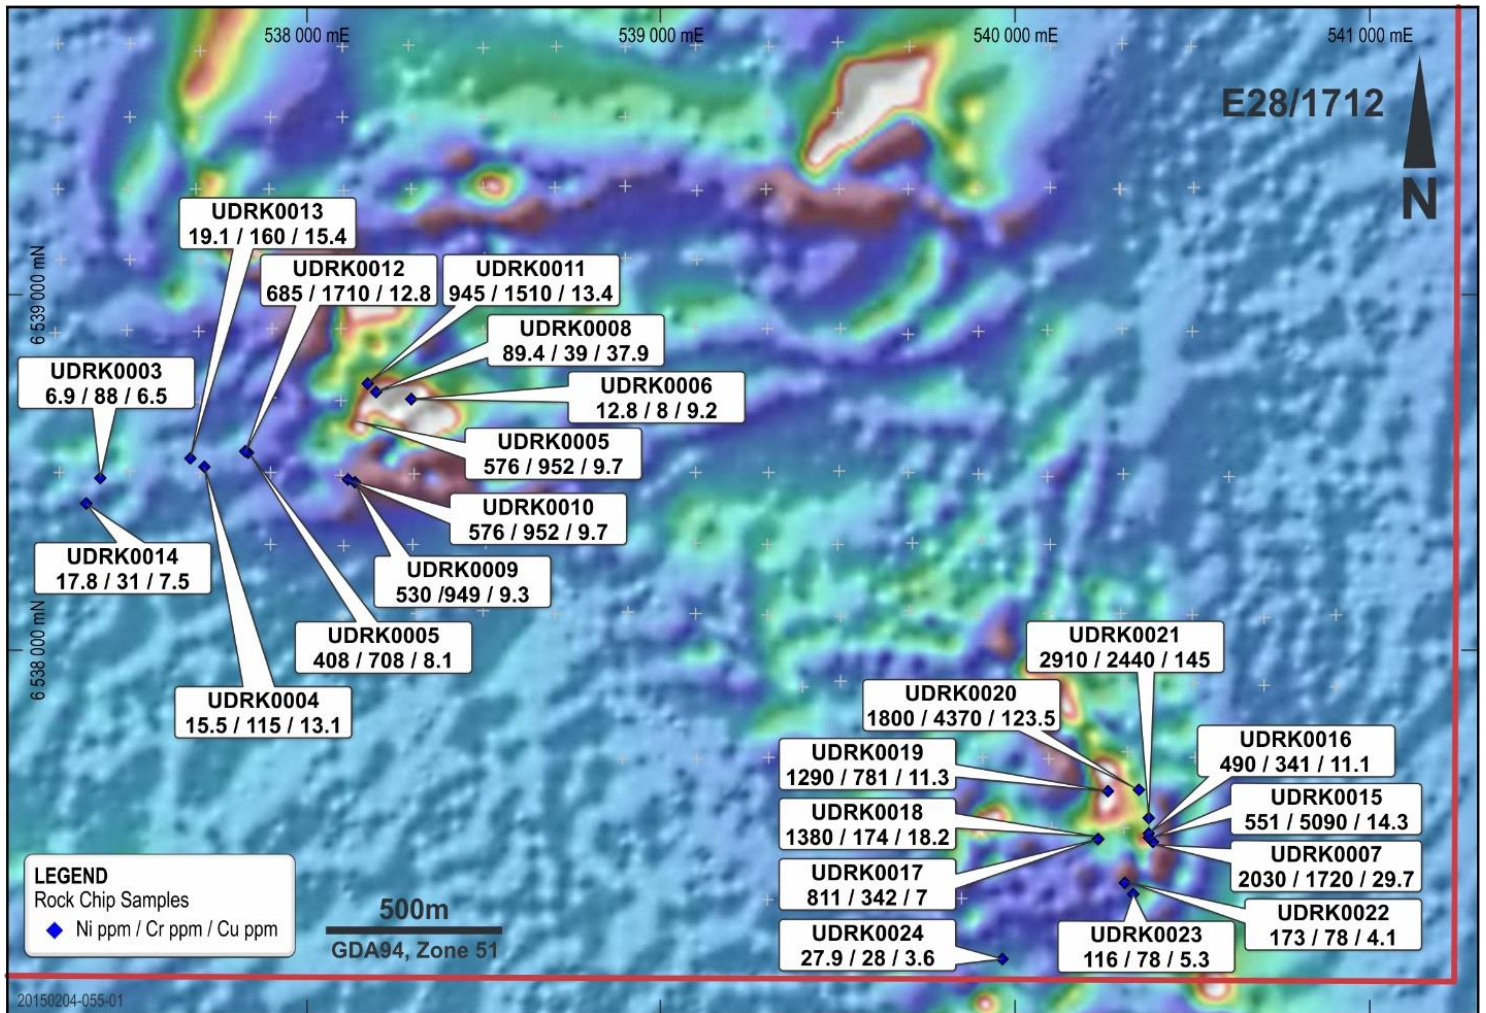 538 000 mE
539 000 mE
540 000 mE
541 000 mE
E28/1712
N
6 539 000 mN
6 538 000 mN
UDRK0013
19.1 / 160 / 15.4
UDRK0012
685 / 1710 / 12.8
UDRK0011
945 / 1510 / 13.4
UDRK0008
89.4 / 39 / 37.9
UDRK0003
6.9 / 88 / 6.5
UDRK0006
12.8 / 8 / 9.2
UDRK0005
576 / 952 / 9.7
UDRK0010
576 / 952 / 9.7
UDRK0014
17.8 / 31 / 7.5
UDRK0009
530 /949 / 9.3
UDRK0005
408 / 708 / 8.1
UDRK0004
15.5 / 115 / 13.1
UDRK0021
2910 / 2440 / 145
UDRK0020
1800 / 4370 / 123.5
UDRK0019
1290 / 781 / 11.3
UDRK0016
490 / 341 / 11.1
UDRK0018
1380 / 174 / 18.2
UDRK0015
551 / 5090 / 14.3
UDRK0017
811 / 342 / 7
UDRK0007
2030 / 1720 / 29.7
UDRK0022
173 / 78 / 4.1
UDRK0024
27.9 / 28 / 3.6
UDRK0023
116 / 78 / 5.3
LEGEND
Rock Chip Samples
Ni ppm / Cr ppm / Cu ppm
500m
GDA94, Zone 51
20150204-055-01